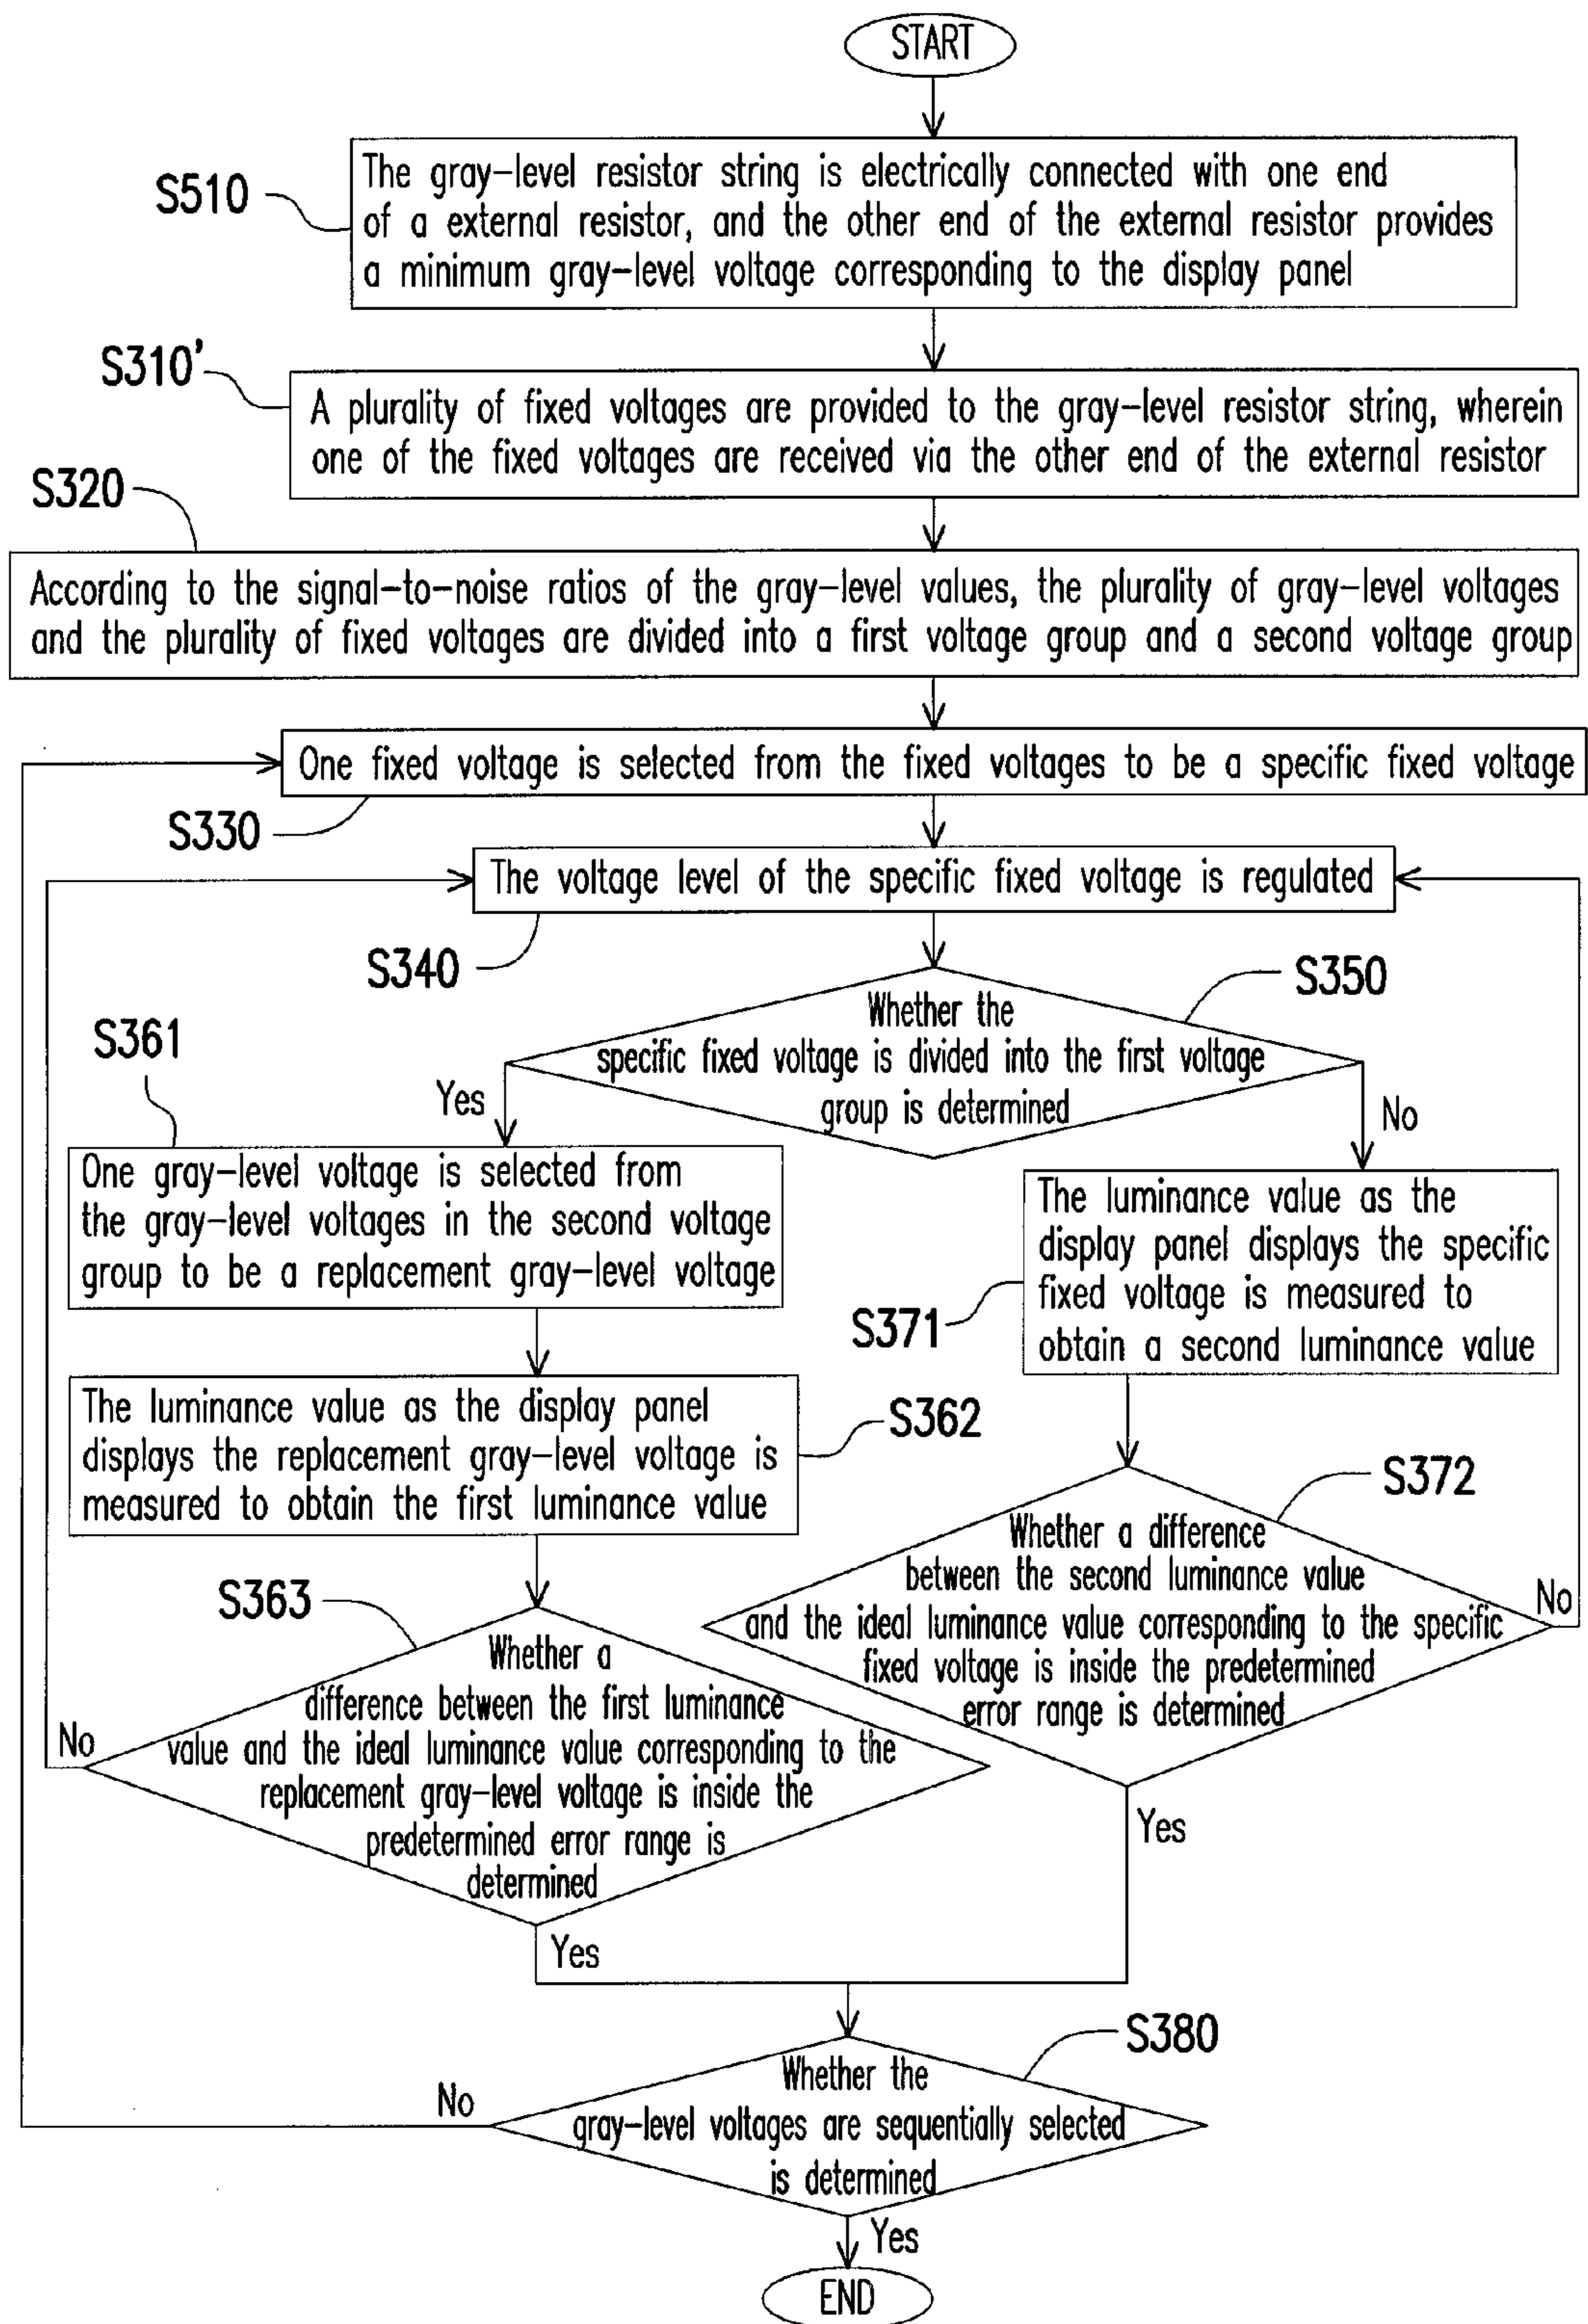 START
S510
The gray-level resistor string is electrically connected with one end
of a external resistor, and the other end of the external resistor provides
a minimum gray-level voltage corresponding to the display panel
S310'
A plurality of fixed voltages are provided to the gray-level resistor string, wherein
one of the fixed voltages are received via the other end of the external resistor
S320
According to the signal-to-noise ratios of the gray-level values, the plurality of gray-level voltages
and the plurality of fixed voltages are divided into a first voltage group and a second voltage group
One fixed voltage is selected from the fixed voltages to be a specific fixed voltage
S330
The voltage level of the specific fixed voltage is regulated
S340
S350
Whether the
specific fixed voltage is divided into the first voltage
group is determined
Yes
No
S361
One gray-level voltage is selected from
the gray-level voltages in the second voltage
group to be a replacement gray-level voltage
The luminance value as the
display panel displays the specific
fixed voltage is measured to
obtain a second luminance value
S371
The luminance value as the display panel
displays the replacement gray-level voltage is
measured to obtain the first luminance value
S362
S372
Whether a difference
between the second luminance value
and the ideal luminance value corresponding to the specific
fixed voltage is inside the predetermined
error range is determined
No
Yes
S363
Whether a
difference between the first luminance
value and the ideal luminance value corresponding to the
replacement gray-level voltage is inside the
predetermined error range is
determined
No
Yes
S380
Whether the
gray-level voltages are sequentially selected
is determined
No
Yes
END